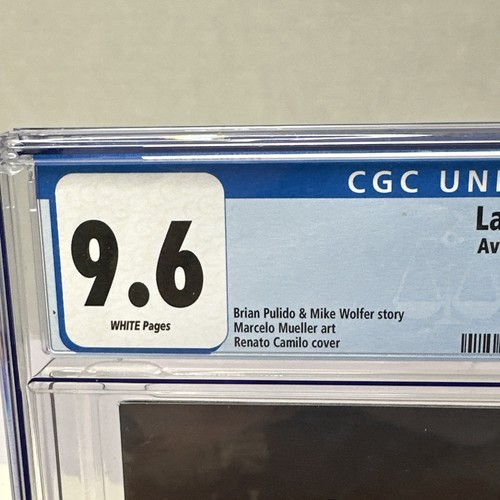 CGC UNI
La
Av
9.6
WHITE Pages
Brian Pulido & Mike Wolfer story
Marcelo Mueller art
Renato Camilo cover